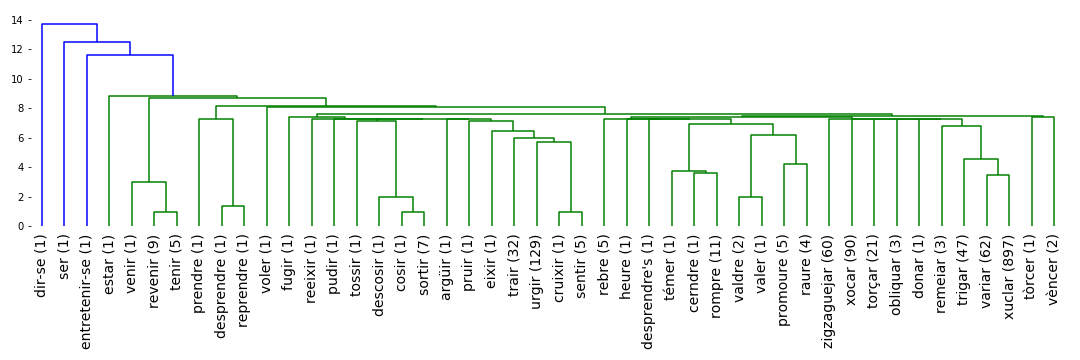 14
12
10
8
6
4
2
0
dir-se (1)
ser (1)
entretenir-se (1)
estar (1)
venir (1)
revenir (9)
tenir (5)
prendre (1)
desprendre (1)
reprendre (1)
voler (1)
fugir (1)
reeixir (1)
pudir (1)
tossir (1)
descosir (1)
cosir (1)
sortir (7)
argüir (1)
pruir (1)
eixir (1)
trair (32)
urgir (129)
cruixir (1)
sentir (5)
rebre (5)
heure (1)
desprendre's (1)
témer (1)
cerndre (1)
rompre (11)
valdre (2)
valer (1)
promoure (5)
raure (4)
zigzaguejar (60)
xocar (90)
torçar (21)
obliquar (3)
donar (1)
remeiar (3)
trigar (47)
variar (62)
xuclar (897)
tòrcer (1)
vèncer (2)